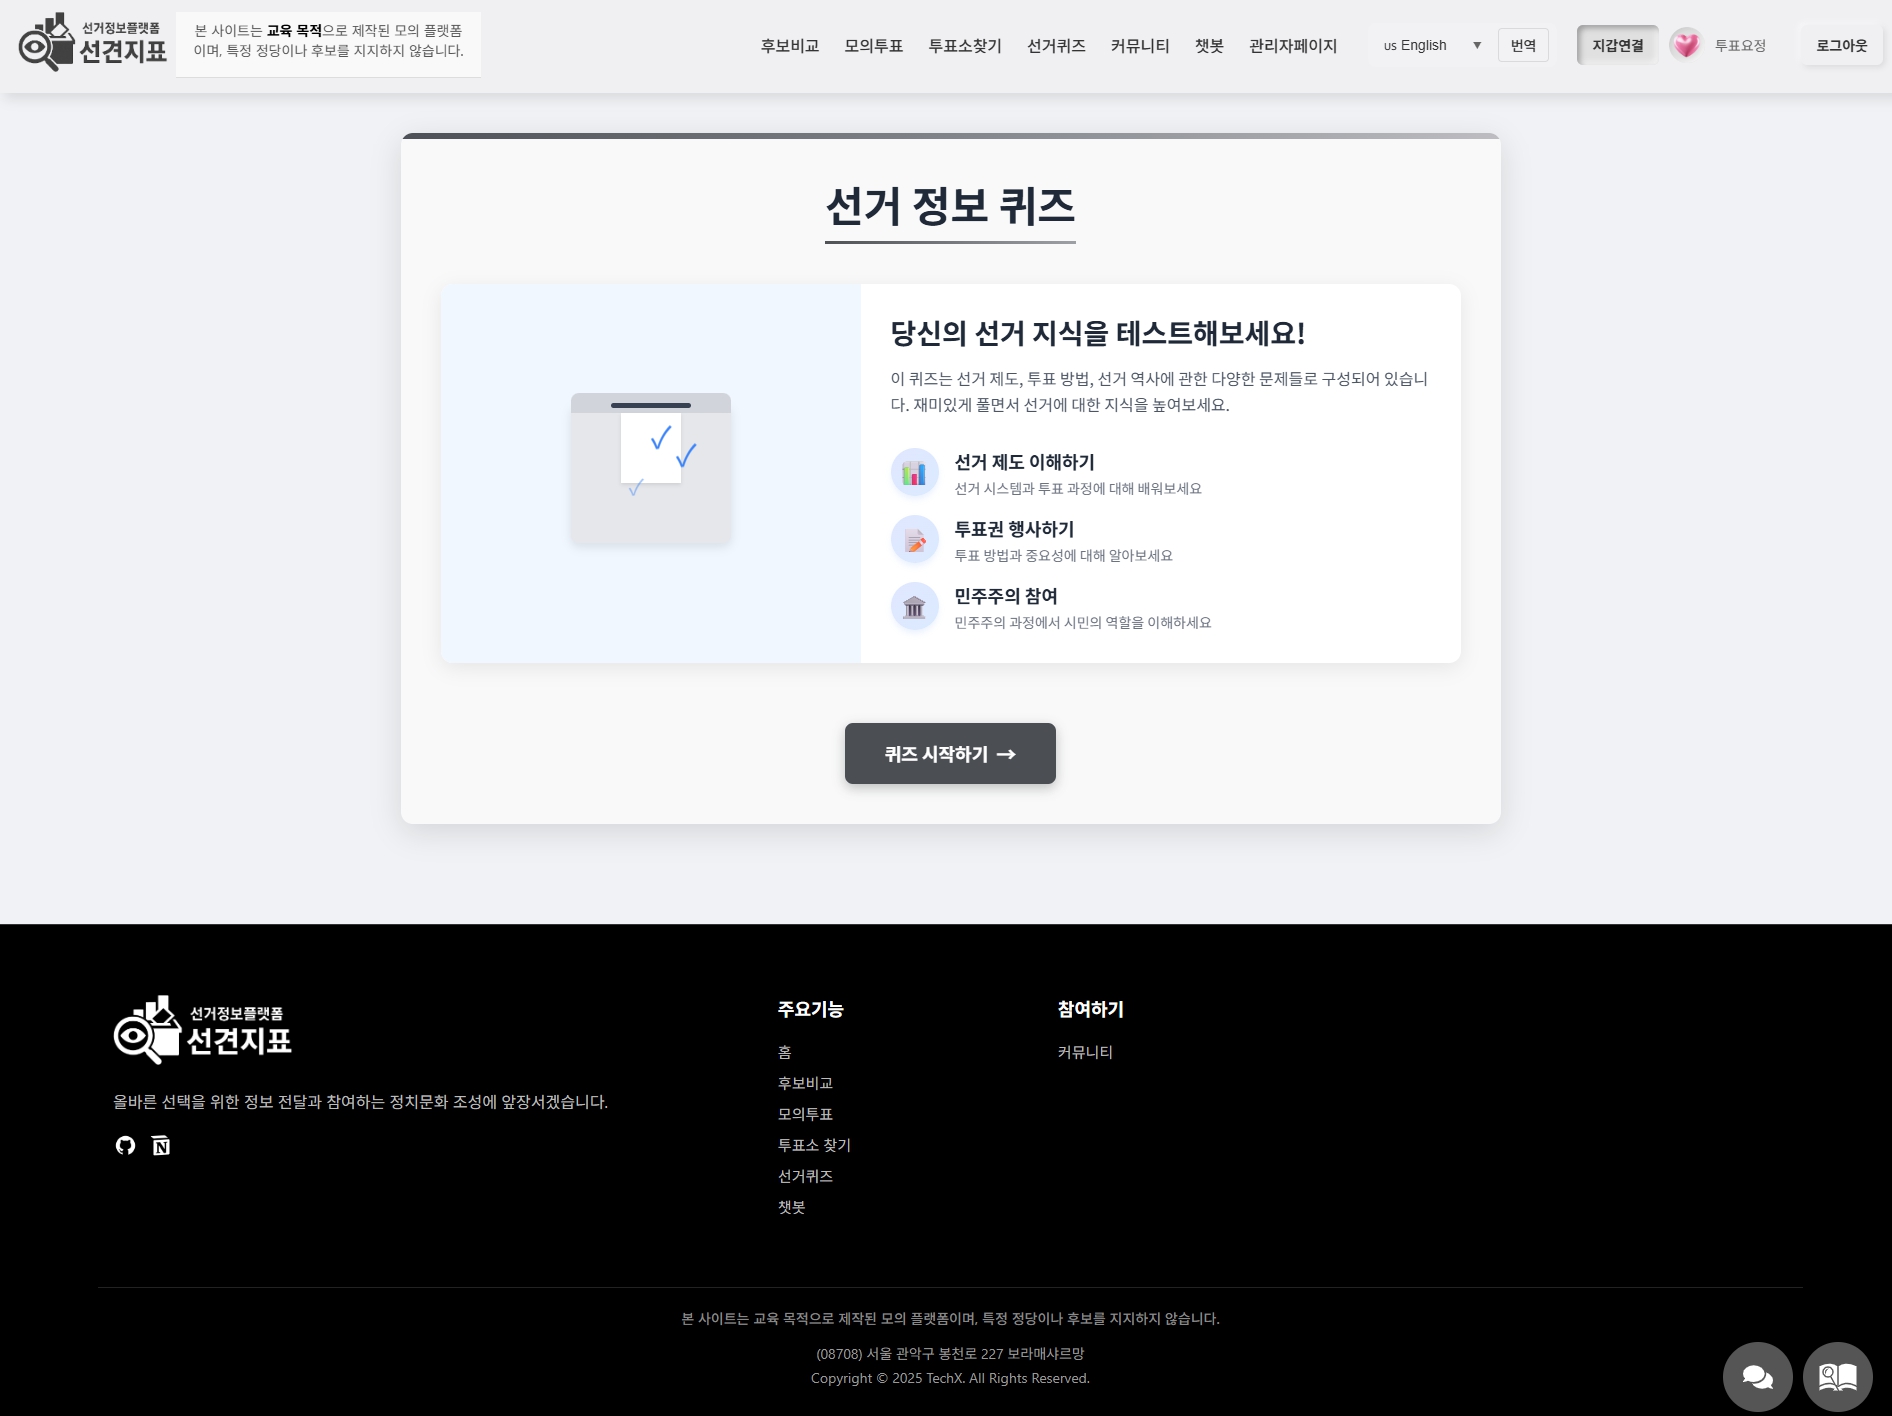 선거정보플랫폼
선견지표
본 사이트는 교육 목적으로 제작된 모의 플랫폼
이며, 특정 정당이나 후보를 지지하지 않습니다.
후보비교
모의투표
투표소찾기
선거퀴즈
커뮤니티
챗봇
관리자페이지
US English
번역
지갑연결
투표요정
로그아웃
선거 정보 퀴즈
당신의 선거 지식을 테스트해보세요!
이 퀴즈는 선거 제도, 투표 방법, 선거 역사에 관한 다양한 문제들로 구성되어 있습니
다. 재미있게 풀면서 선거에 대한 지식을 높여보세요.
선거 제도 이해하기
선거 시스템과 투표 과정에 대해 배워보세요
투표권 행사하기
투표 방법과 중요성에 대해 알아보세요
민주주의 참여
민주주의 과정에서 시민의 역할을 이해하세요
퀴즈 시작하기 →
선거정보플랫폼
선견지표
올바른 선택을 위한 정보 전달과 참여하는 정치문화 조성에 앞장서겠습니다.
주요기능
홈
후보비교
모의투표
투표소 찾기
선거퀴즈
챗봇
참여하기
커뮤니티
본 사이트는 교육 목적으로 제작된 모의 플랫폼이며, 특정 정당이나 후보를 지지하지 않습니다.
(08708) 서울 관악구 봉천로 227 보라매샤르망
Copyright © 2025 TechX. All Rights Reserved.